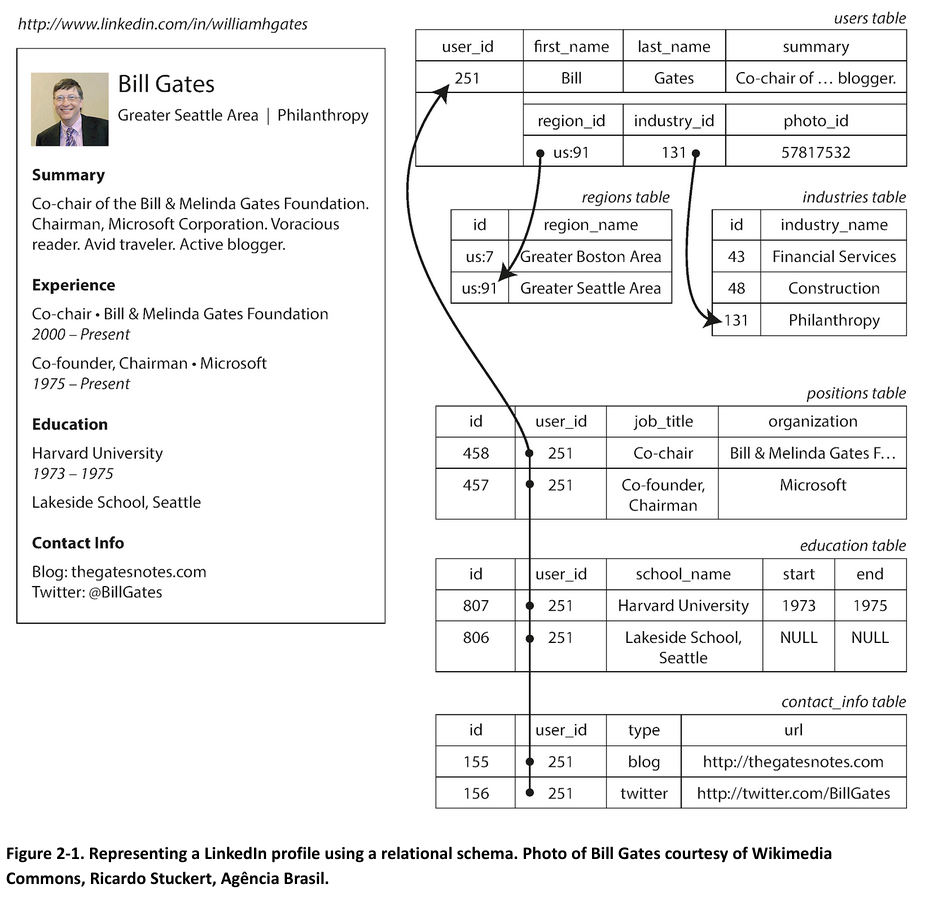 http://www.linkedin.com/in/williamhgates
Bill Gates
Greater Seattle Area | Philanthropy
Summary
Co-chair of the Bill & Melinda Gates Foundation.
Chairman, Microsoft Corporation. Voracious
reader. Avid traveler. Active blogger.
Experience
Co-chair • Bill & Melinda Gates Foundation
2000 – Present
Co-founder, Chairman • Microsoft
1975 – Present
Education
Harvard University
1973 – 1975
Lakeside School, Seattle
Contact Info
Blog: thegatesnotes.com
Twitter: @BillGates
users table
user_id first_name last_name summary
251 Bill Gates Co-chair of … blogger.
region_id industry_id photo_id
us:91 131 57817532
regions table
id region_name
us:7 Greater Boston Area
us:91 Greater Seattle Area
industries table
id industry_name
43 Financial Services
48 Construction
131 Philanthropy
positions table
id user_id job_title organization
458 251 Co-chair Bill & Melinda Gates F…
457 251 Co-founder, Microsoft
Chairman
education table
id user_id school_name start end
807 251 Harvard University 1973 1975
806 251 Lakeside School, NULL NULL
Seattle
contact_info table
id user_id type url
155 251 blog http://thegatesnotes.com
156 251 twitter http://twitter.com/BillGates
Figure 2-1. Representing a LinkedIn profile using a relational schema. Photo of Bill Gates courtesy of Wikimedia
Commons, Ricardo Stuckert, Agência Brasil.